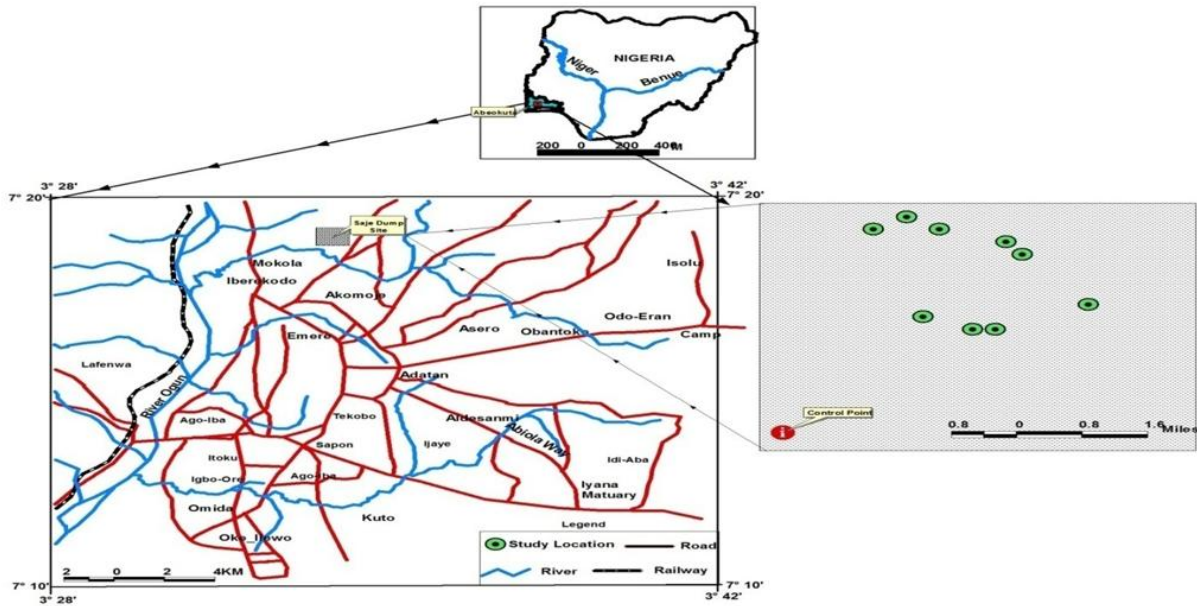 NIGERIA
Niger
Benue
Abeokuta
200 0 200 400 M
3° 28'
3° 42'
7° 20'
7° 20'
Saje Dump
Site
Mokola
Iberekodo
Akomoje
Isolu
Odo-Eran
Asero
Obantoko
Camp
Emere
Lafenwa
Adatan
River Ogun
Ago-Iba
Tekobo
Aldesanmi
Abiola Way
Sapon
Ijaye
Itoku
Idi-Aba
Igbo-Ore
Ago-Iba
Iyana
Matuary
Omida
Kuto
Oke_Ilewo
Legend
Study Location
Road
River
Railway
2 0 2 4KM
7° 10'
7° 10'
3° 28'
3° 42'
Control Point
i
0.8 0 0.8 1.6
Miles